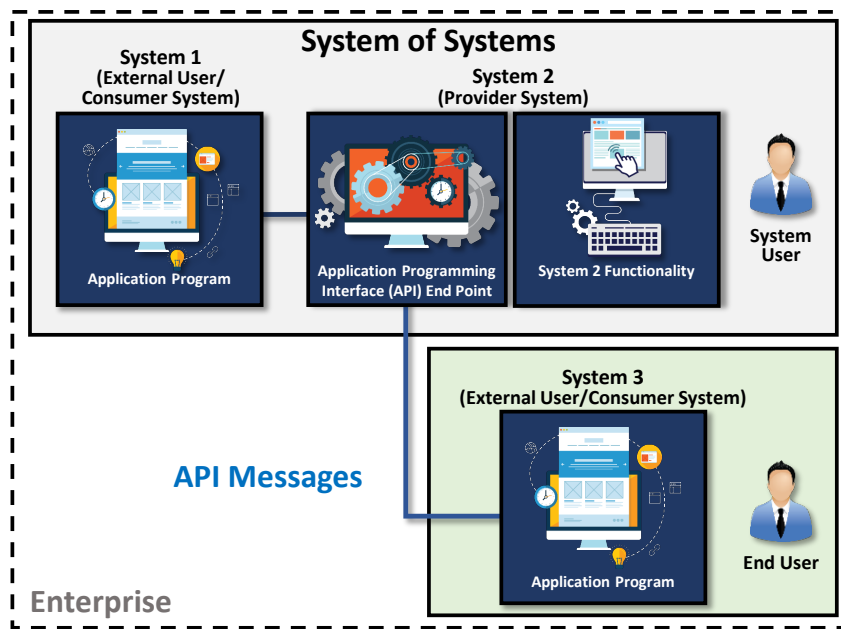 System of Systems
System 1
(External User/
Consumer System)
System 2
(Provider System)
Application Program
Application Programming
Interface (API) End Point
System 2 Functionality
System
User
System 3
(External User/Consumer System)
API Messages
Application Program
End User
Enterprise